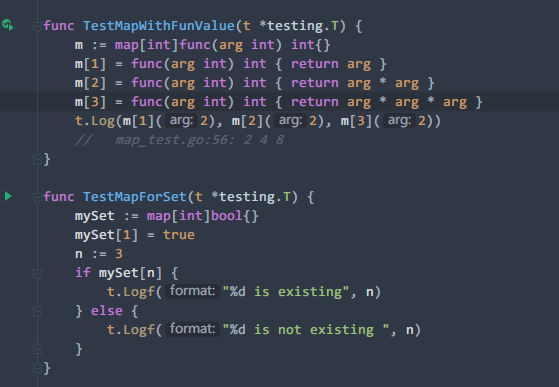 func TestMapWithFunValue(t *testing.T) {
m := map[int]func(arg int) int{}
m[1] = func(arg int) int { return arg }
m[2] = func(arg int) int { return arg * arg }
m[3] = func(arg int) int { return arg * arg * arg }
t.Log(m[1]( arg: 2), m[2]( arg: 2), m[3]( arg: 2))
//   map_test.go:56: 2 4 8
}
func TestMapForSet(t *testing.T) {
mySet := map[int]bool{}
mySet[1] = true
n := 3
if mySet[n] {
t.Logf( format: "%d is existing", n)
} else {
t.Logf( format: "%d is not existing ", n)
}
}